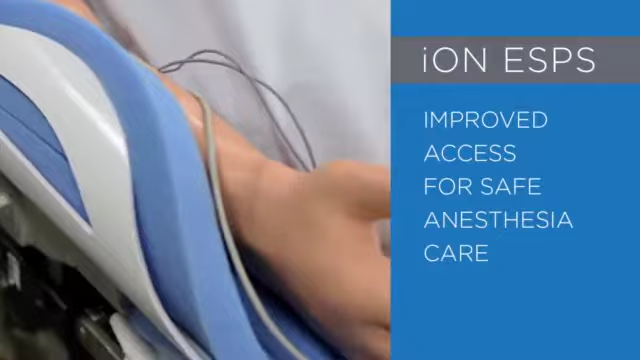 iON ESPS
IMPROVED
ACCESS
FOR SAFE
ANESTHESIA
CARE